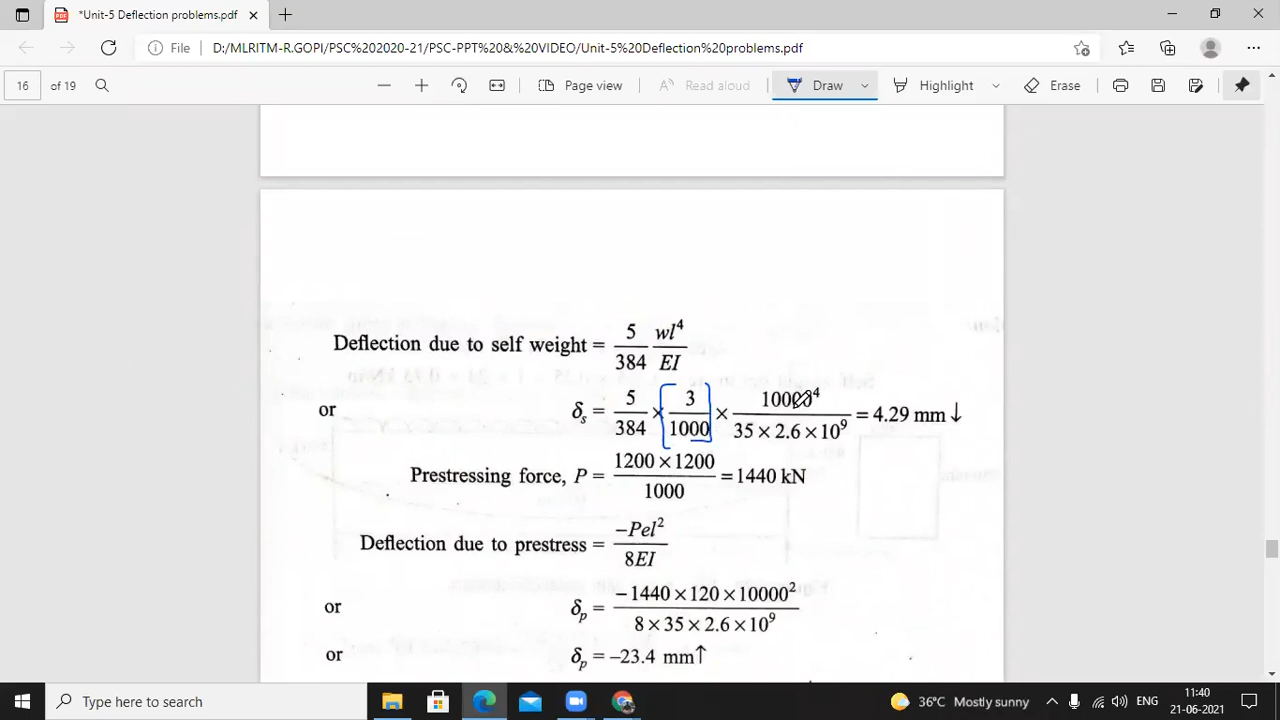 *Unit-5 Deflection problems.pdf
File D:/MLRITM-R.GOPI/PSC%202020-21/PSC-PPT%20&%20VIDEO/Unit-5%20Deflection%20problems.pdf
16 of 19 Page view Read aloud Draw Highlight Erase
Deflection due to self weight = 5/384 wl⁴/EI
or δₛ = 5/384 × 3/1000 × 10000⁴/(35 × 2.6 × 10⁹) = 4.29 mm ↓
Prestressing force, P = (1200 × 1200)/1000 = 1440 kN
Deflection due to prestress = −Pel²/8EI
or δₚ = (−1440 × 120 × 10000²)/(8 × 35 × 2.6 × 10⁹)
or δₚ = −23.4 mm↑
Type here to search 36°C Mostly sunny ENG 11:40
21-06-2021